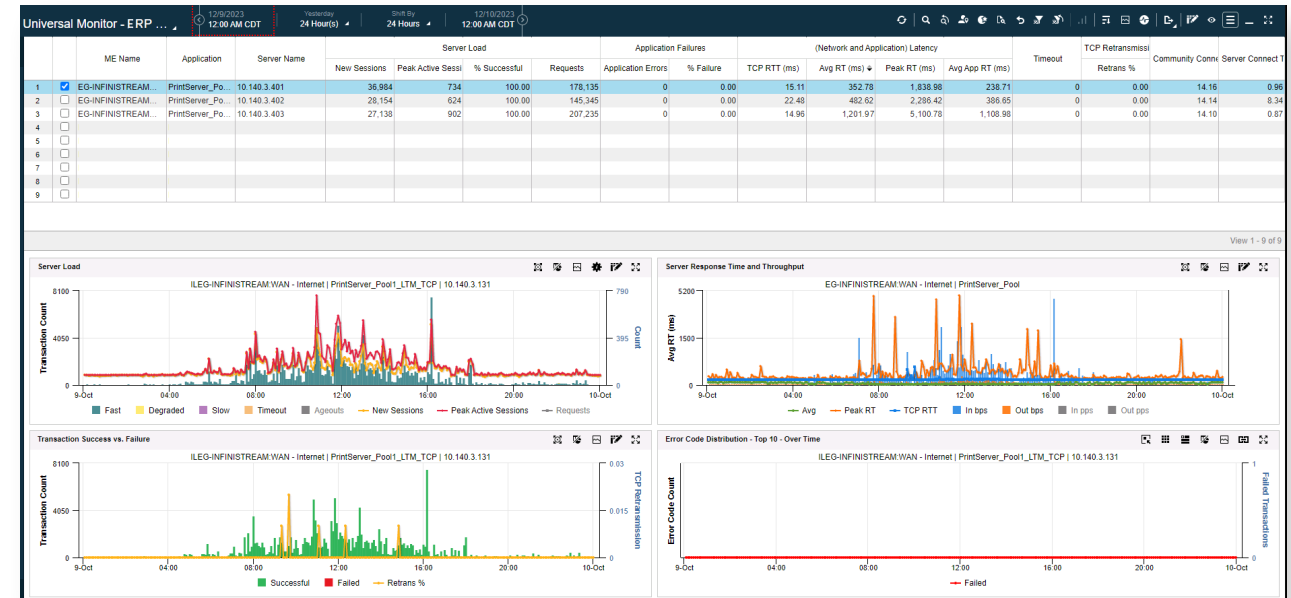 Universal Monitor - ERP ...
12/9/2023
12:00 AM CDT
Yesterday
24 Hour(s)
Shift By
24 Hours
12/10/2023
12:00 AM CDT
ME Name Application Server Name Server Load Application Failures (Network and Application) Latency Timeout TCP Retransmissi Community Conne Server Connect T
New Sessions Peak Active Sessi % Successful Requests Application Errors % Failure TCP RTT (ms) Avg RT (ms) Peak RT (ms) Avg App RT (ms) Retrans %
1 EG-INFINISTREAM... PrintServer_Po... 10.140.3.401 36,984 734 100.00 178,135 0 0.00 15.11 352.78 1,838.98 238.71 0 0.00 14.16 0.96
2 EG-INFINISTREAM... PrintServer_Po... 10.140.3.402 28,154 624 100.00 145,345 0 0.00 22.48 482.62 2,286.42 386.65 0 0.00 14.14 8.34
3 EG-INFINISTREAM... PrintServer_Po... 10.140.3.403 27,138 902 100.00 207,235 0 0.00 14.96 1,201.97 5,100.78 1,108.98 0 0.00 14.10 0.87
4
5
6
7
8
9
View 1 - 9 of 9
Server Load
ILEG-INFINISTREAM:WAN - Internet | PrintServer_Pool1_LTM_TCP | 10.140.3.131
Transaction Count
8100
4050
0
790
395
0
Count
9-Oct 04:00 08:00 12:00 16:00 20:00 10-Oct
Fast Degraded Slow Timeout Ageouts New Sessions Peak Active Sessions Requests
Server Response Time and Throughput
EG-INFINISTREAM:WAN - Internet | PrintServer_Pool
Avg RT (ms)
5200
1500
0
9-Oct 04:00 08:00 12:00 16:00 20:00 10-Oct
Avg Peak RT TCP RTT In bps Out bps In pps Out pps
Transaction Success vs. Failure
ILEG-INFINISTREAM:WAN - Internet | PrintServer_Pool1_LTM_TCP | 10.140.3.131
Transaction Count
8100
4050
0
0.03
0.015
0
TCP Retransmission
9-Oct 04:00 08:00 12:00 16:00 20:00 10-Oct
Successful Failed Retrans %
Error Code Distribution - Top 10 - Over Time
ILEG-INFINISTREAM:WAN - Internet | PrintServer_Pool1_LTM_TCP | 10.140.3.131
Error Code Count
1
0
Failed Transactions
9-Oct 04:00 08:00 12:00 16:00 20:00 10-Oct
Failed